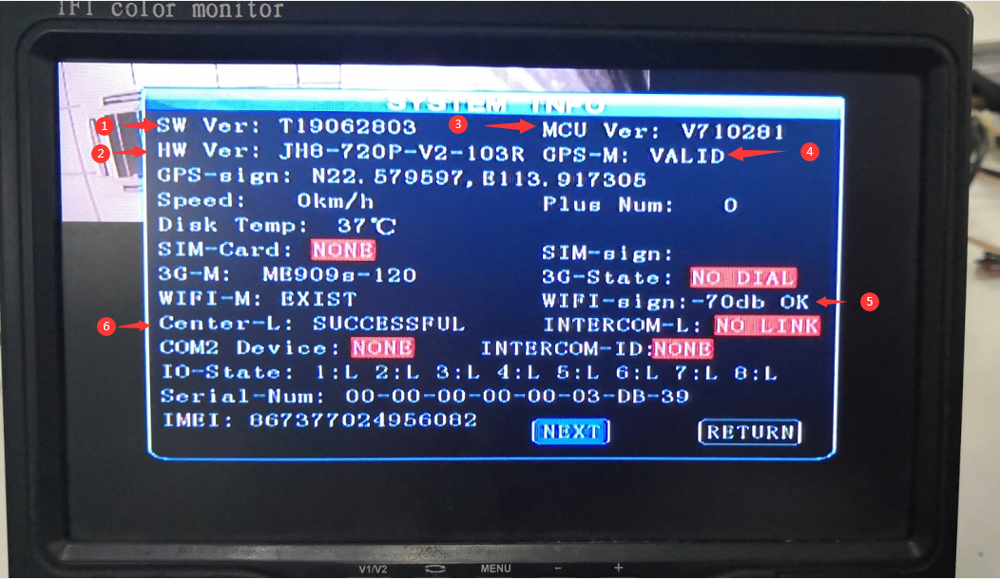 IFI color monitor
SYSTEM INFO
1 SW Ver: T19062803 3 MCU Ver: V710281
2 HW Ver: JH8-720P-V2-103R GPS-M: VALID 4
GPS-sign: N22.579597,E113.917305
Speed: 0km/h Plus Num: 0
Disk Temp: 37℃
SIM-Card: NONE SIM-sign:
3G-M: ME909s-120 3G-State: NO DIAL
WIFI-M: EXIST WIFI-sign:-70db OK 5
6 Center-L: SUCCESSFUL INTERCOM-L: NO LINK
COM2 Device: NONE INTERCOM-ID:NONE
IO-State: 1:L 2:L 3:L 4:L 5:L 6:L 7:L 8:L
Serial-Num: 00-00-00-00-00-03-DB-39
IMEI: 867377024956082 NEXT RETURN
V1/V2 MENU − +